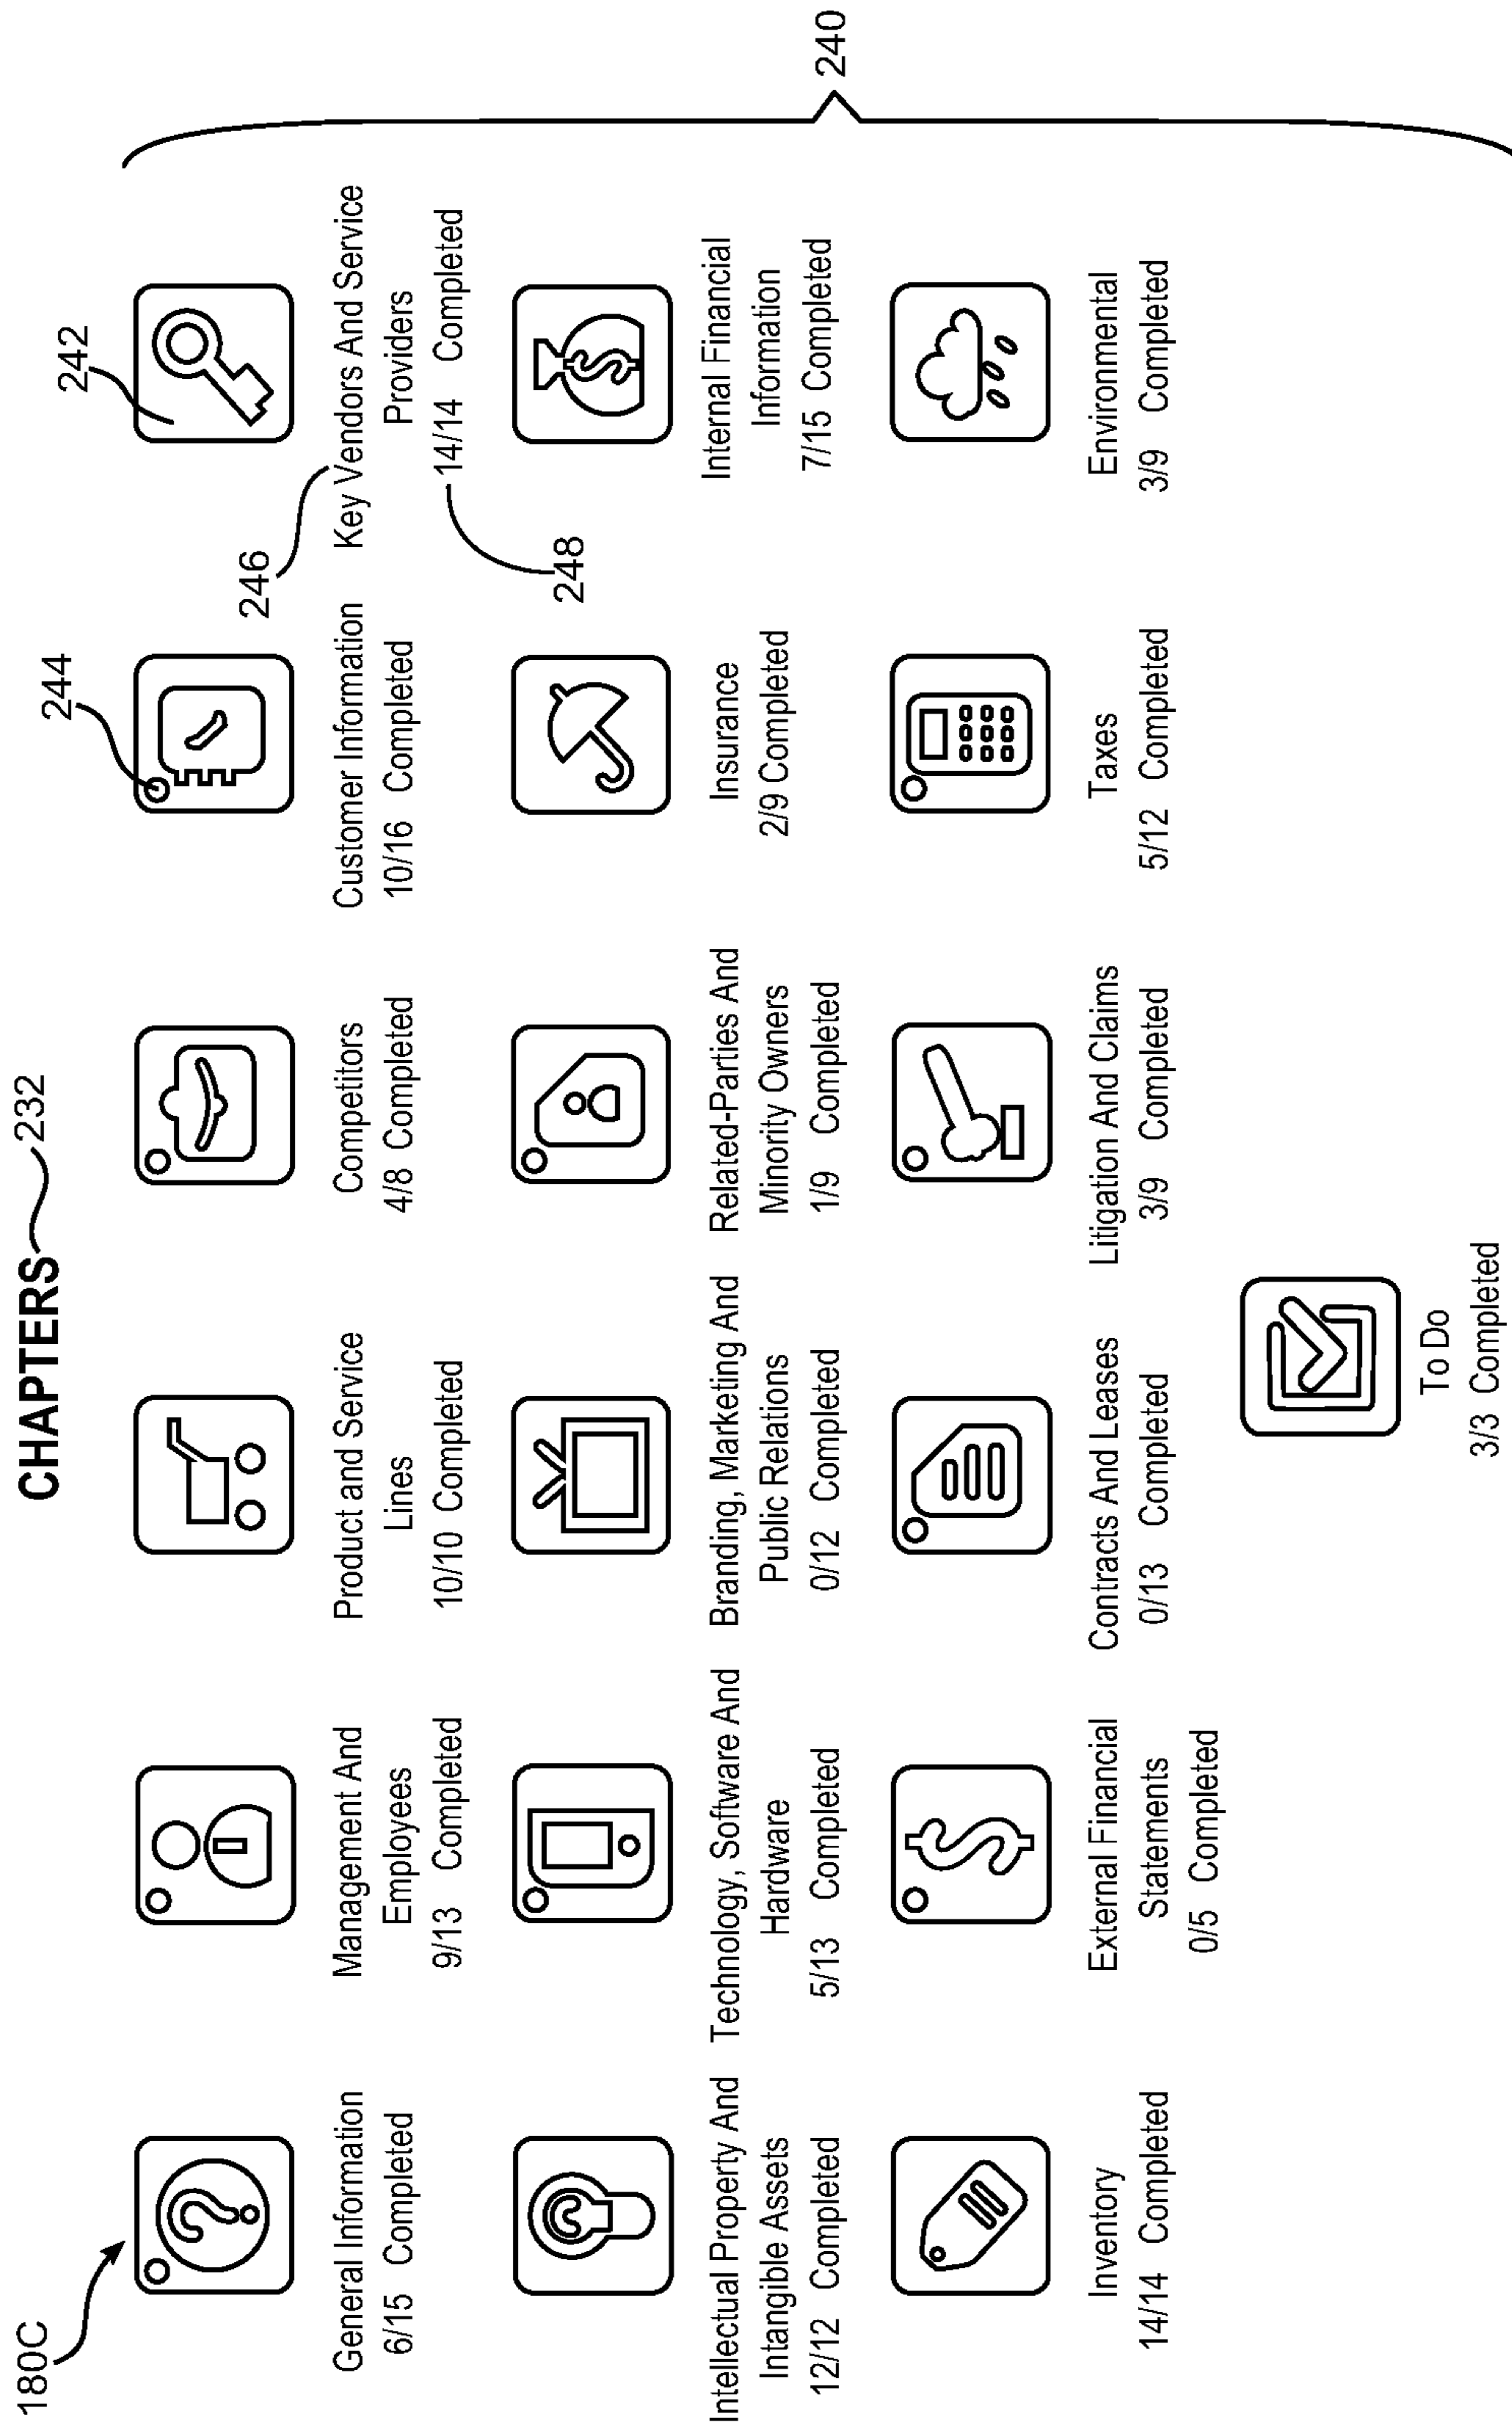 180C
CHAPTERS 232
244
242
General Information
6/15 Completed
Management And
Employees
9/13 Completed
Product and Service
Lines
10/10 Completed
Competitors
4/8 Completed
Customer Information
10/16 Completed
246
Key Vendors And Service
Providers
14/14 Completed
248
240
Intellectual Property And
Intangible Assets
12/12 Completed
Technology, Software And
Hardware
5/13 Completed
Branding, Marketing And
Public Relations
0/12 Completed
Related-Parties And
Minority Owners
1/9 Completed
Insurance
2/9 Completed
Internal Financial
Information
7/15 Completed
Inventory
14/14 Completed
External Financial
Statements
0/5 Completed
Contracts And Leases
0/13 Completed
Litigation And Claims
3/9 Completed
Taxes
5/12 Completed
Environmental
3/9 Completed
To Do
3/3 Completed